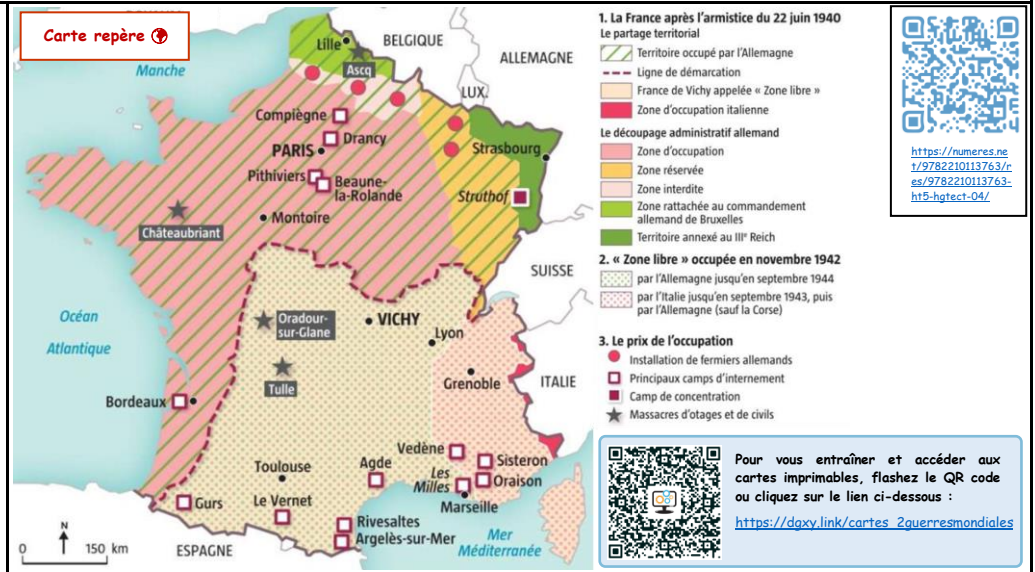 Carte repère
Manche
Lille
BELGIQUE
ALLEMAGNE
Ascq
LUX.
Compiègne
Drancy
PARIS
Strasbourg
Pithiviers
Beaune-
la-Rolande
Struthof
Montoire
Châteaubriant
SUISSE
Océan
Atlantique
Oradour-
sur-Glane
VICHY
Lyon
Tulle
Grenoble
ITALIE
Bordeaux
Vedène
Sisteron
Toulouse
Agde
Les
Milles
Oraison
Gurs
Le Vernet
Marseille
Rivesaltes
Argelès-sur-Mer
Mer
Méditerranée
N
0 150 km
ESPAGNE
1. La France après l'armistice du 22 juin 1940
Le partage territorial
Territoire occupé par l'Allemagne
Ligne de démarcation
France de Vichy appelée « Zone libre »
Zone d'occupation italienne
Le découpage administratif allemand
Zone d'occupation
Zone réservée
Zone interdite
Zone rattachée au commandement
allemand de Bruxelles
Territoire annexé au IIIe Reich
2. « Zone libre » occupée en novembre 1942
par l'Allemagne jusqu'en septembre 1944
par l'Italie jusqu'en septembre 1943, puis
par l'Allemagne (sauf la Corse)
3. Le prix de l'occupation
Installation de fermiers allemands
Principaux camps d'internement
Camp de concentration
Massacres d'otages et de civils
https://numeres.ne
t/9782210113763/r
es/9782210113763-
ht5-hgtect-04/
Pour vous entraîner et accéder aux
cartes imprimables, flashez le QR code
ou cliquez sur le lien ci-dessous :
https://dgxy.link/cartes_2guerresmondiales